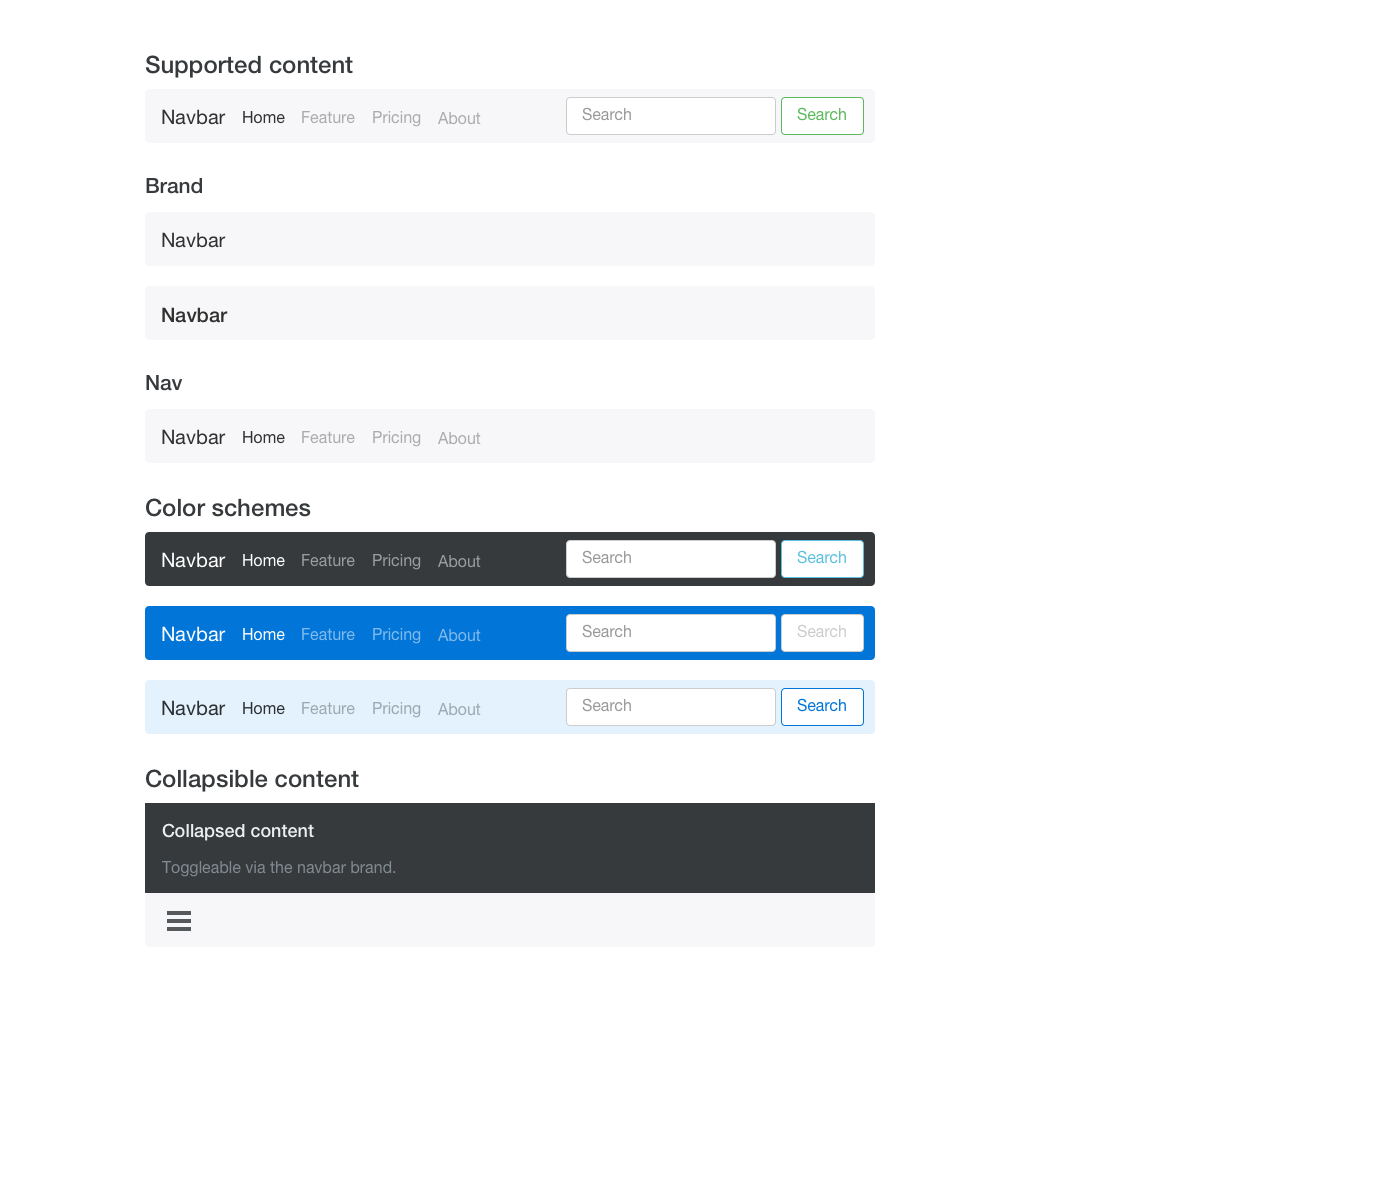 Supported content
Navbar Home Feature Pricing About Search Search
Brand
Navbar
Navbar
Nav
Navbar Home Feature Pricing About
Color schemes
Navbar Home Feature Pricing About Search Search
Navbar Home Feature Pricing About Search Search
Navbar Home Feature Pricing About Search Search
Collapsible content
Collapsed content
Toggleable via the navbar brand.